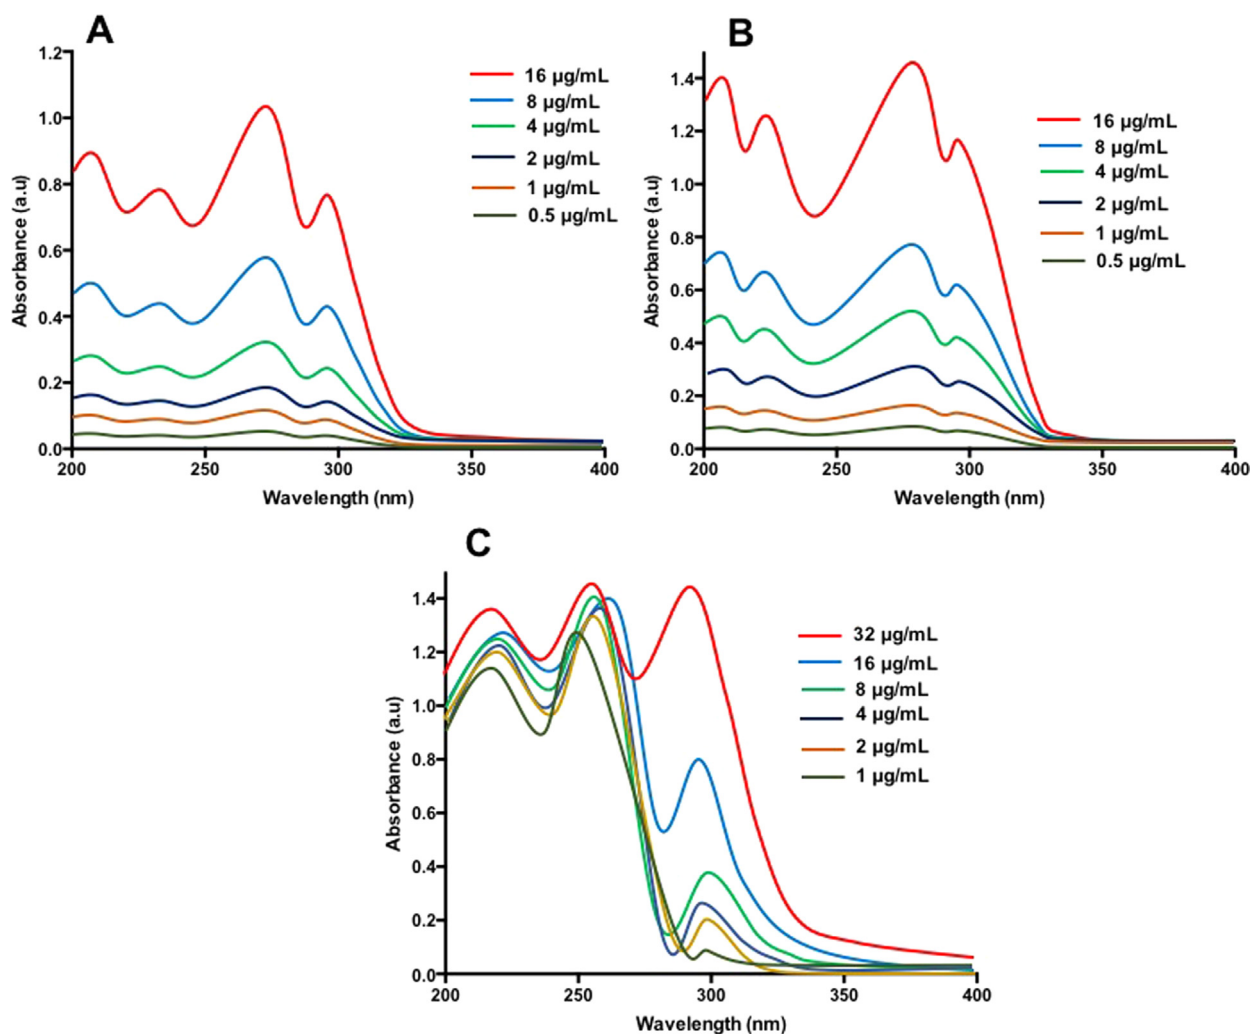 A
1.2
1.0
0.8
0.6
0.4
0.2
0.0
Absorbance (a.u)
200 250 300 350 400
Wavelength (nm)
16 µg/mL
8 µg/mL
4 µg/mL
2 µg/mL
1 µg/mL
0.5 µg/mL
B
1.4
1.2
1.0
0.8
0.6
0.4
0.2
0.0
Absorbance (a.u)
200 250 300 350 400
Wavelength (nm)
16 µg/mL
8 µg/mL
4 µg/mL
2 µg/mL
1 µg/mL
0.5 µg/mL
C
1.4
1.2
1.0
0.8
0.6
0.4
0.2
0.0
Absorbance (a.u)
200 250 300 350 400
Wavelength (nm)
32 µg/mL
16 µg/mL
8 µg/mL
4 µg/mL
2 µg/mL
1 µg/mL